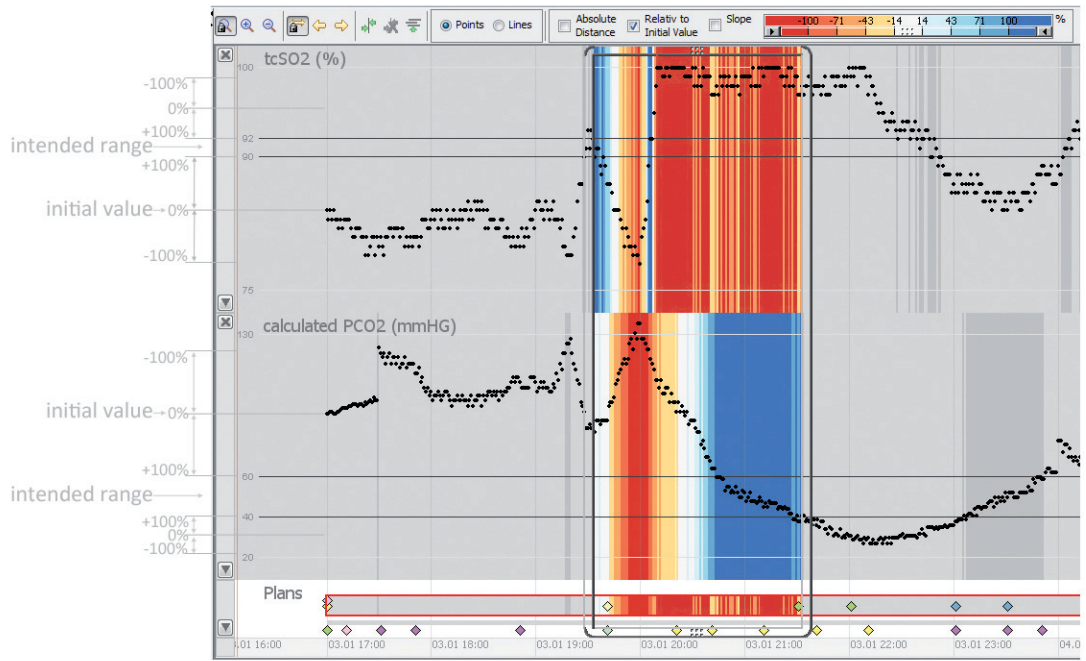 Points
Lines
Absolute
Distance
Relativ to
Initial Value
Slope
-100 -71 -43 -14 14 43 71 100
%
tcSO2 (%)
100
-100%
0%
+100%
92
intended range
90
+100%
initial value 0%
-100%
75
calculated PCO2 (mmHG)
130
-100%
initial value 0%
+100%
60
intended range
+100%
40
0%
-100%
20
Plans
03.01 17:00
03.01 18:00
03.01 19:00
03.01 20:00
03.01 21:00
03.01 22:00
03.01 23:00